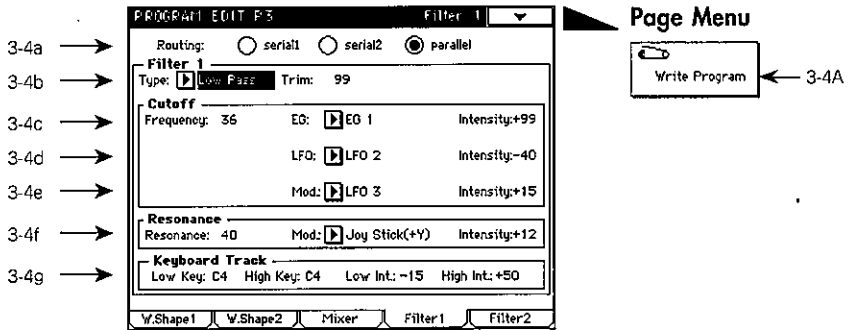 PROGRAM EDIT P3 Filter 1
Page Menu
3-4a Routing: serial1 serial2 parallel
Filter 1
3-4b Type: Low Pass Trim: 99
Write Program 3-4A
Cutoff
3-4c Frequency: 36 EG: EG 1 Intensity:+99
3-4d LFO: LFO 2 Intensity:-40
3-4e Mod.: LFO 3 Intensity:+15
Resonance
3-4f Resonance: 40 Mod.: Joy Stick(+Y) Intensity:+12
Keyboard Track
3-4g Low Key: C4 High Key: C4 Low Int.: -15 High Int.: +50
W.Shape1 W.Shape2 Mixer Filter1 Filter2